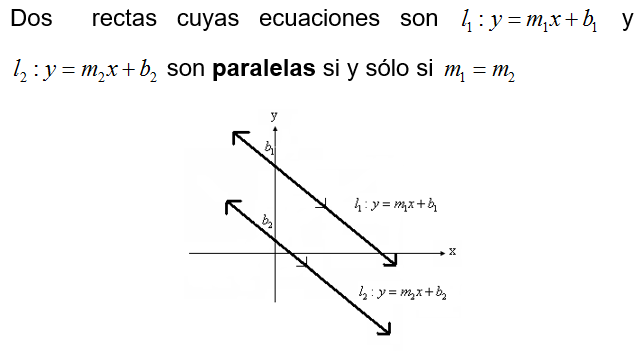 Dos rectas cuyas ecuaciones son l₁ : y = m₁x + b₁ y
l₂ : y = m₂x + b₂ son paralelas si y sólo si m₁ = m₂
y
b₁
l₁ : y = m₁x + b₁
b₂
x
l₂ : y = m₂x + b₂